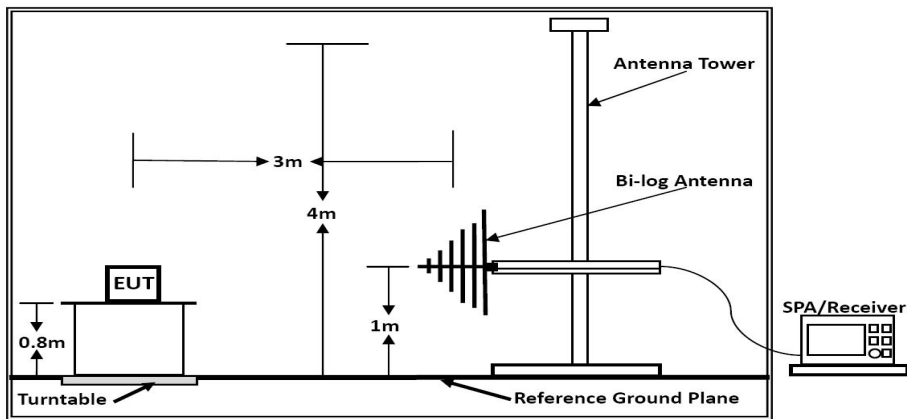 Antenna Tower
3m
Bi-log Antenna
4m
EUT
SPA/Receiver
0.8m
1m
Turntable
Reference Ground Plane